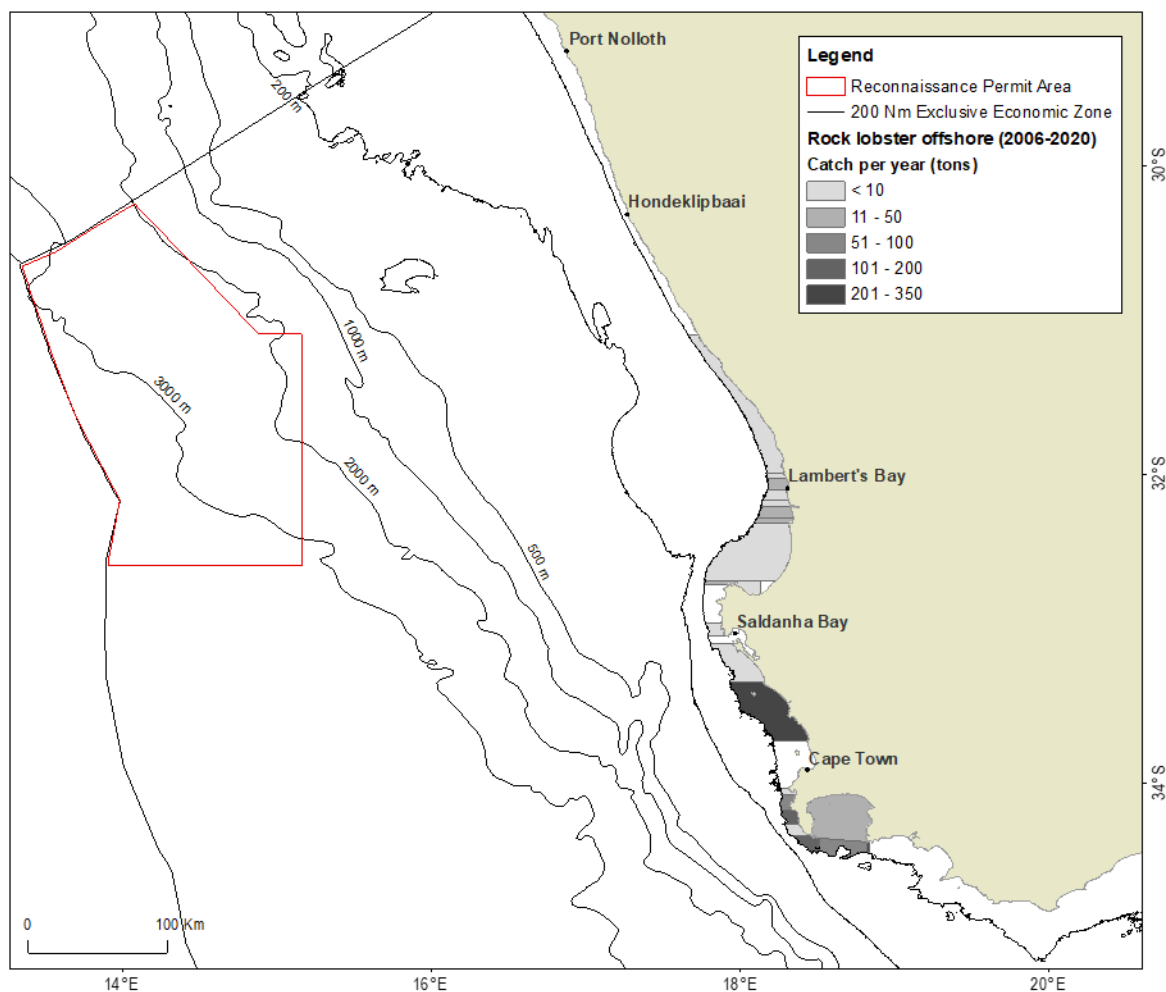 Port Nolloth
Legend
Reconnaissance Permit Area
200 Nm Exclusive Economic Zone
Rock lobster offshore (2006-2020)
Catch per year (tons)
< 10
11 - 50
51 - 100
101 - 200
201 - 350
200 m
30°S
Hondeklipbaai
1000 m
3000 m
2000 m
32°S
Lambert's Bay
500 m
Saldanha Bay
Cape Town
34°S
0
100 Km
14°E
16°E
18°E
20°E